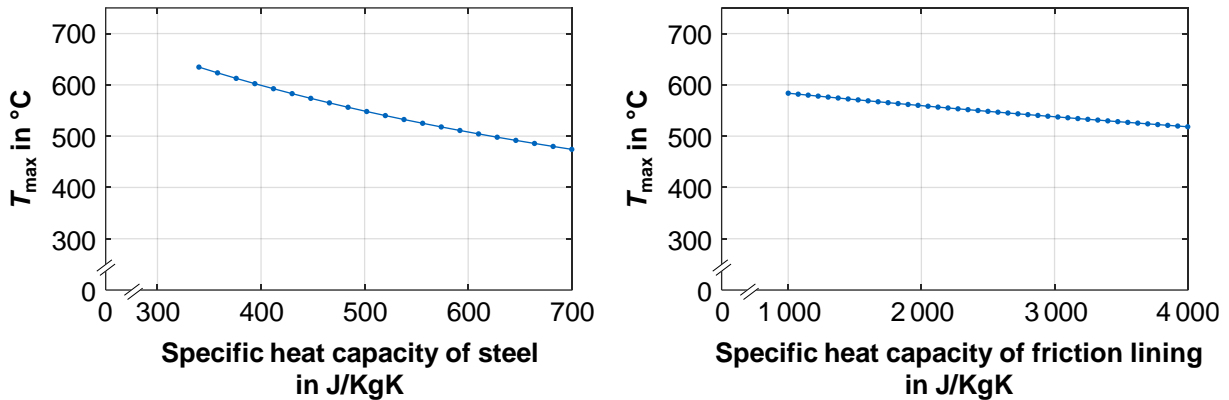 700
600
500
400
300
0
T max in °C
0 300 400 500 600 700
Specific heat capacity of steel
in J/KgK
700
600
500
400
300
0
T max in °C
0 1 000 2 000 3 000 4 000
Specific heat capacity of friction lining
in J/KgK